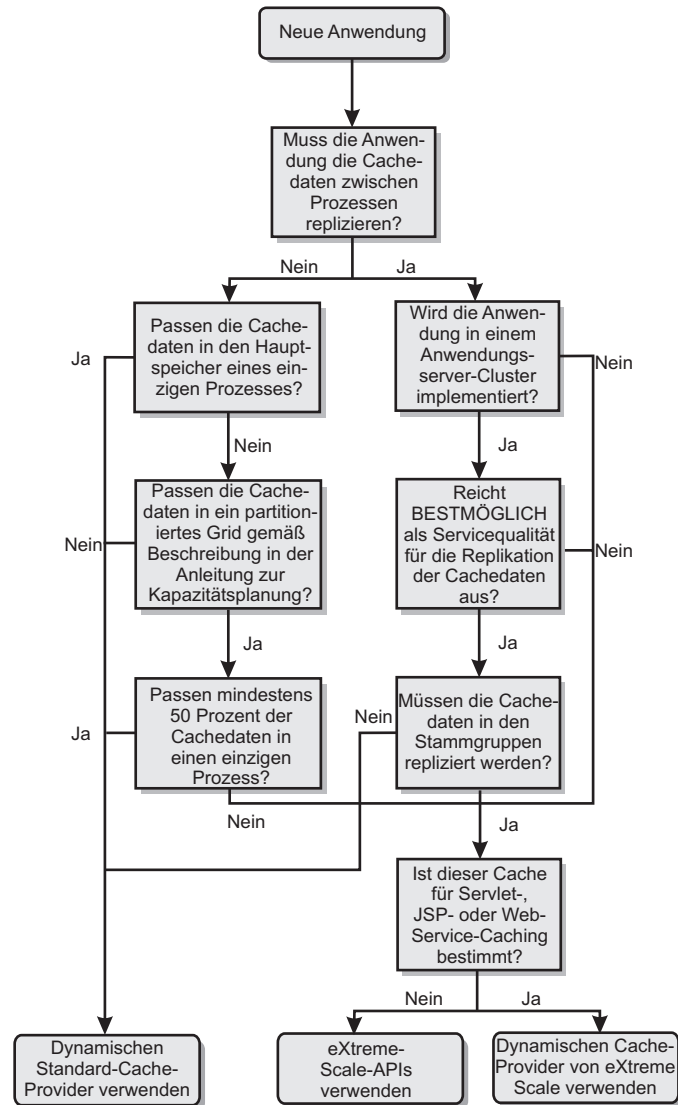 Neue Anwendung
Muss die Anwen-
dung die Cache-
daten zwischen
Prozessen
replizieren?
Nein
Ja
Passen die Cache-
daten in den Haupt-
speicher eines ein-
zigen Prozesses?
Ja
Wird die Anwen-
dung in einem
Anwendungs-
server-Cluster
implementiert?
Nein
Nein
Ja
Passen die Cache-
daten in ein partition-
iertes Grid gemäß
Beschreibung in der
Anleitung zur
Kapazitätsplanung?
Nein
Reicht
BESTMÖGLICH
als Servicequalität
für die Replikation
der Cachedaten
aus?
Nein
Ja
Ja
Passen mindestens
50 Prozent der
Cachedaten in
einen einzigen
Prozess?
Ja
Nein
Müssen die Cache-
daten in den
Stammgruppen
repliziert werden?
Nein
Ja
Ist dieser Cache
für Servlet-,
JSP- oder Web-
Service-Caching
bestimmt?
Nein
Ja
Dynamischen
Standard-Cache-
Provider verwenden
eXtreme-
Scale-APIs
verwenden
Dynamischen Cache-
Provider von eXtreme
Scale verwenden